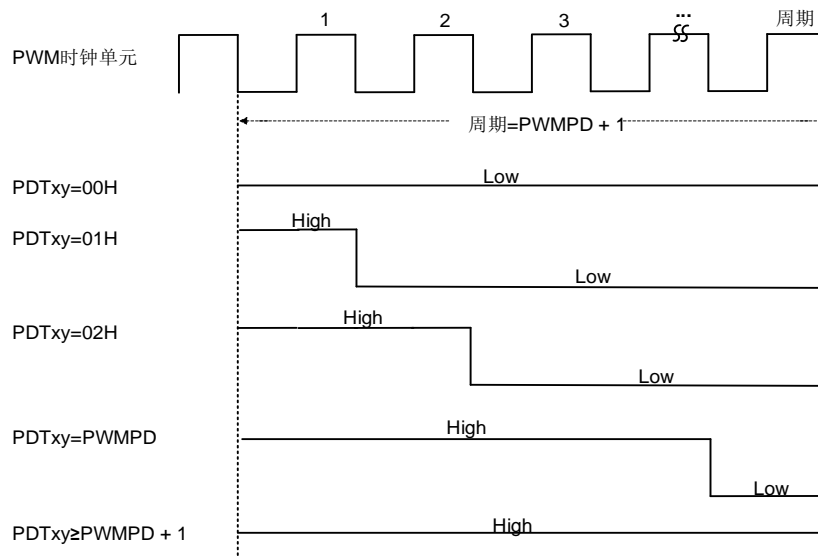 1 2 3 ... 周期
PWM时钟单元
周期=PWMPD + 1
PDTxy=00H Low
PDTxy=01H High
Low
PDTxy=02H High
Low
PDTxy=PWMPD High
Low
PDTxy≥PWMPD + 1 High